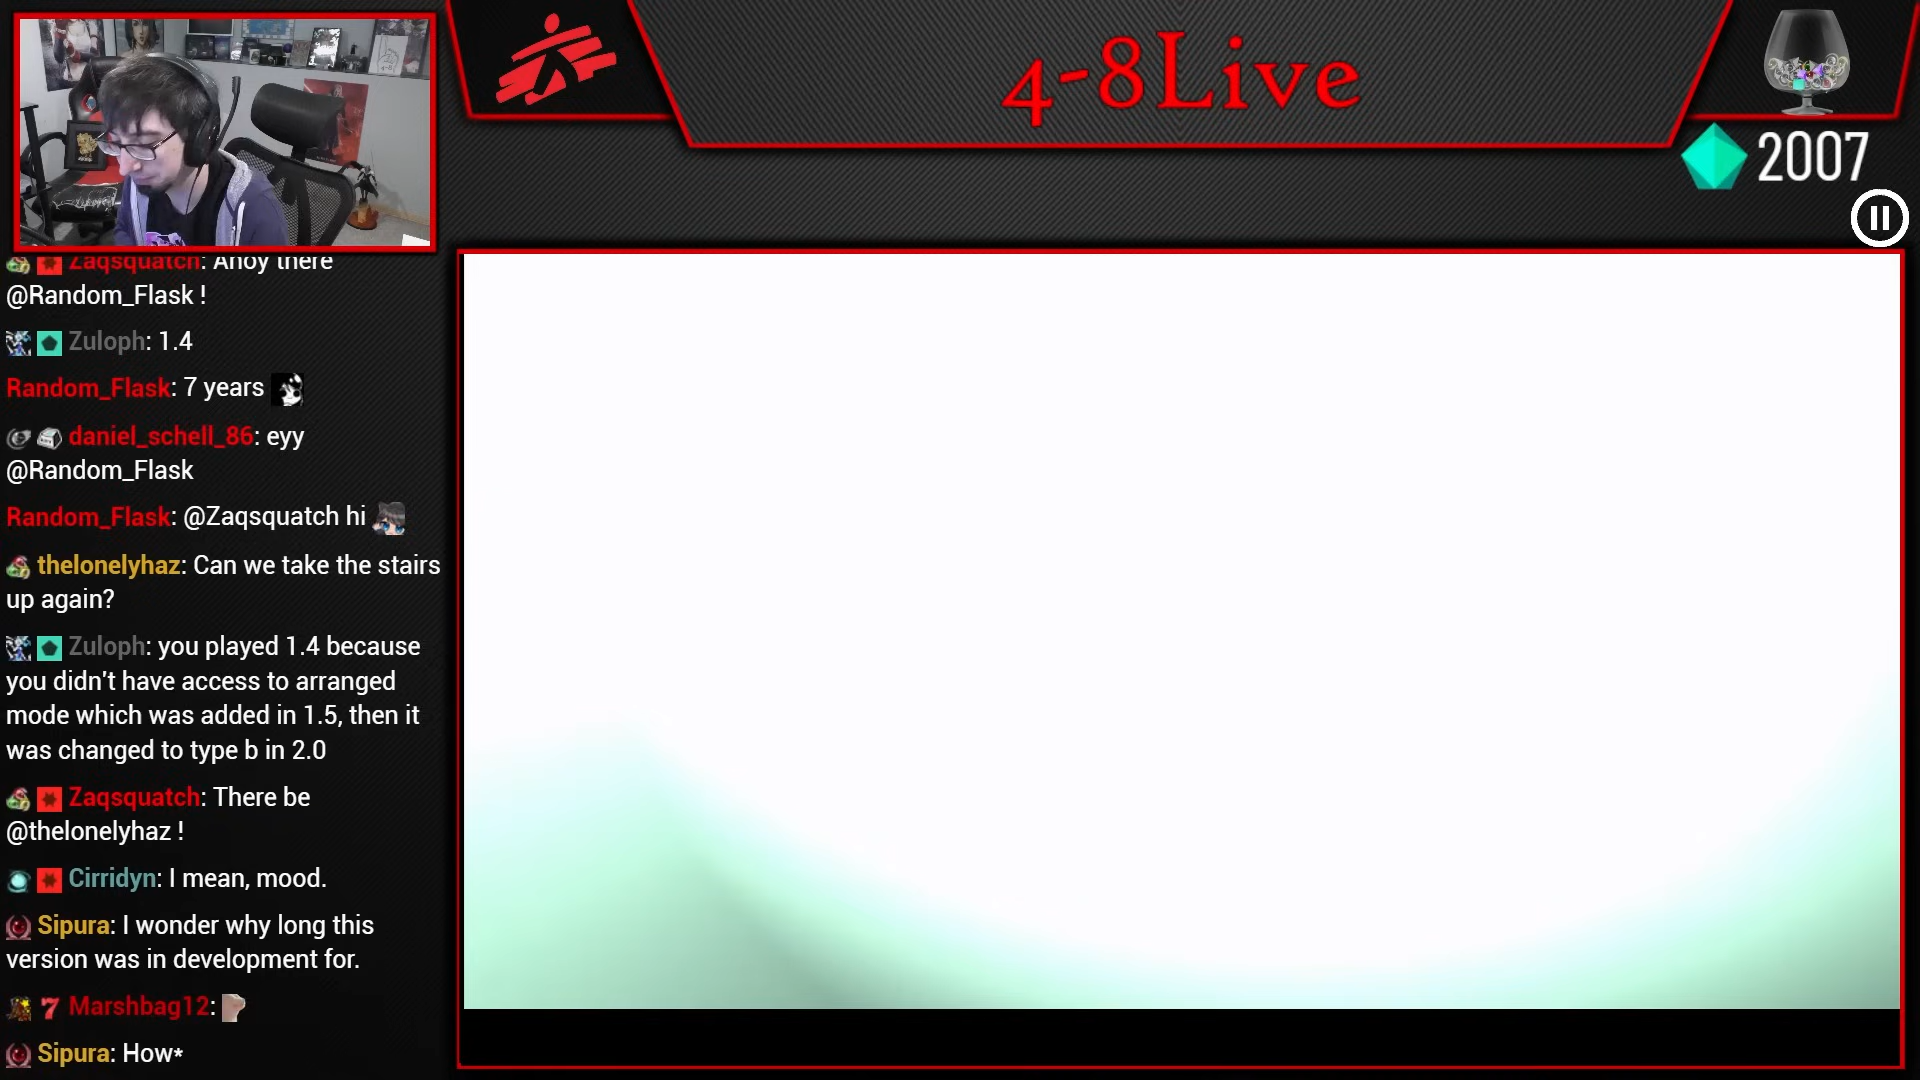 4-8Live
2007
Zaqsquatch: Ahoy there
@Random_Flask !
Zuloph: 1.4
Random_Flask: 7 years
daniel_schell_86: eyy
@Random_Flask
Random_Flask: @Zaqsquatch hi
thelonelyhaz: Can we take the stairs
up again?
Zuloph: you played 1.4 because
you didn't have access to arranged
mode which was added in 1.5, then it
was changed to type b in 2.0
Zaqsquatch: There be
@thelonelyhaz !
Cirridyn: I mean, mood.
Sipura: I wonder why long this
version was in development for.
Marshbag12:
Sipura: How*